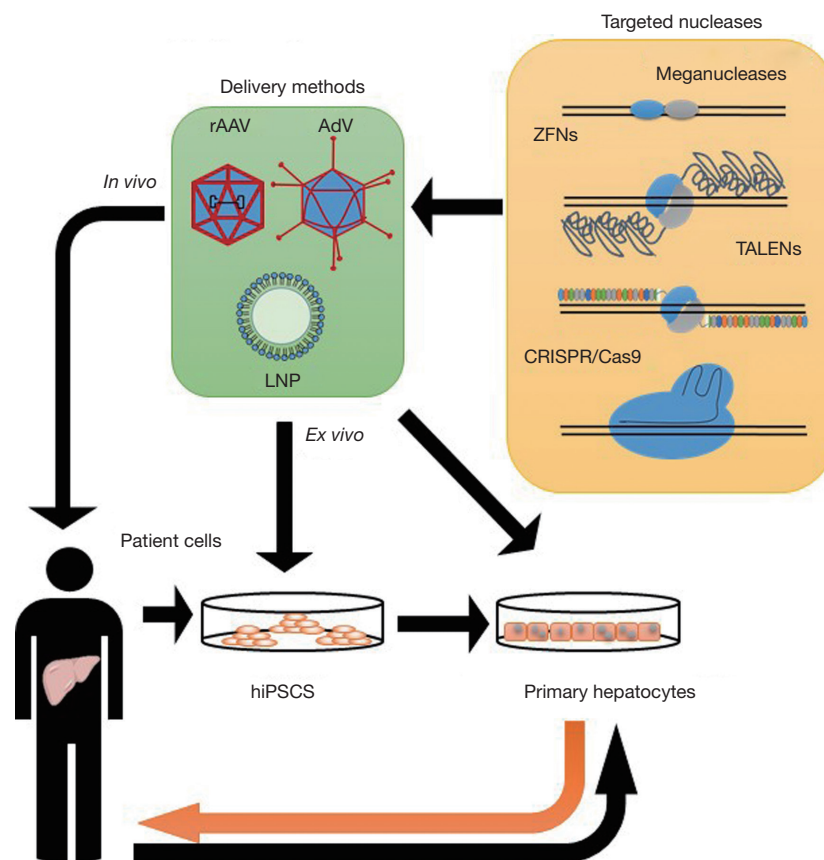 Targeted nucleases
Meganucleases
ZFNs
TALENs
CRISPR/Cas9
Delivery methods
rAAV
AdV
LNP
In vivo
Ex vivo
Patient cells
hiPSCS
Primary hepatocytes